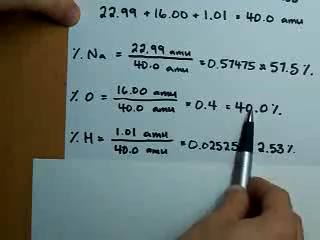 22.99 + 16.00 + 1.01 = 40.0 amu
% Na = 22.99 amu / 40.0 amu = 0.57475 ≈ 57.5 %
% O = 16.00 amu / 40.0 amu = 0.4 = 40.0 %
% H = 1.01 amu / 40.0 amu = 0.02525 2.53 %